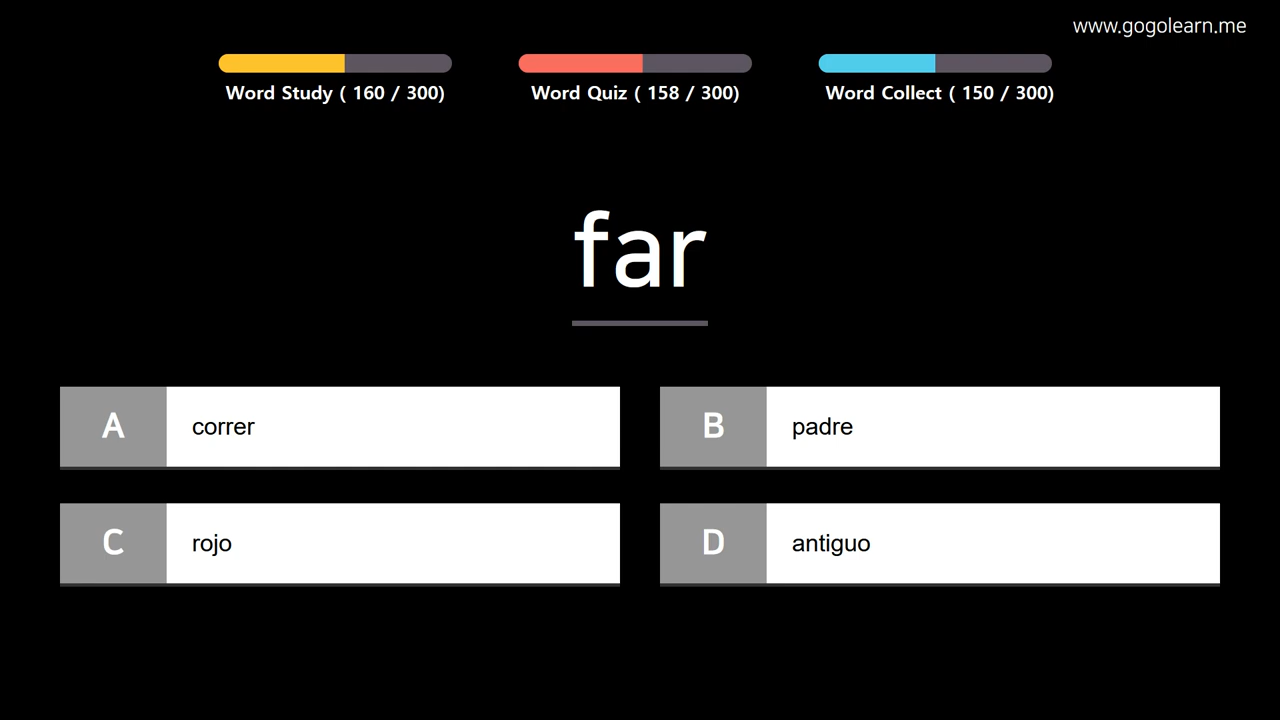 www.gogolearn.me
Word Study ( 160 / 300)
Word Quiz ( 158 / 300)
Word Collect ( 150 / 300)
far
A correr
B padre
C rojo
D antiguo